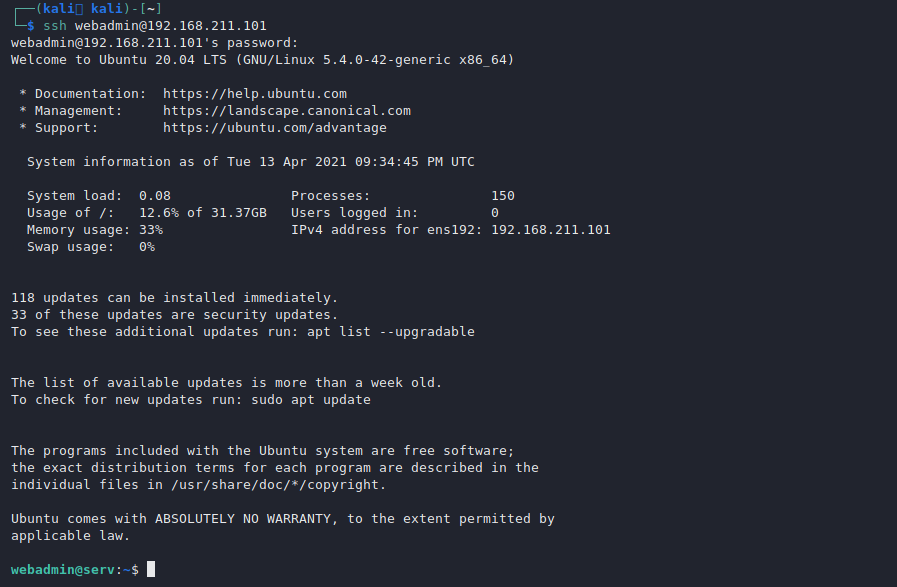 ┌──(kali kali)-[~]
└─$ ssh webadmin@192.168.211.101
webadmin@192.168.211.101's password:
Welcome to Ubuntu 20.04 LTS (GNU/Linux 5.4.0-42-generic x86_64)
* Documentation:  https://help.ubuntu.com
* Management:     https://landscape.canonical.com
* Support:        https://ubuntu.com/advantage
System information as of Tue 13 Apr 2021 09:34:45 PM UTC
System load:  0.08               Processes:               150
Usage of /:   12.6% of 31.37GB   Users logged in:         0
Memory usage: 33%                IPv4 address for ens192: 192.168.211.101
Swap usage:   0%
118 updates can be installed immediately.
33 of these updates are security updates.
To see these additional updates run: apt list --upgradable
The list of available updates is more than a week old.
To check for new updates run: sudo apt update
The programs included with the Ubuntu system are free software;
the exact distribution terms for each program are described in the
individual files in /usr/share/doc/*/copyright.
Ubuntu comes with ABSOLUTELY NO WARRANTY, to the extent permitted by
applicable law.
webadmin@serv:~$